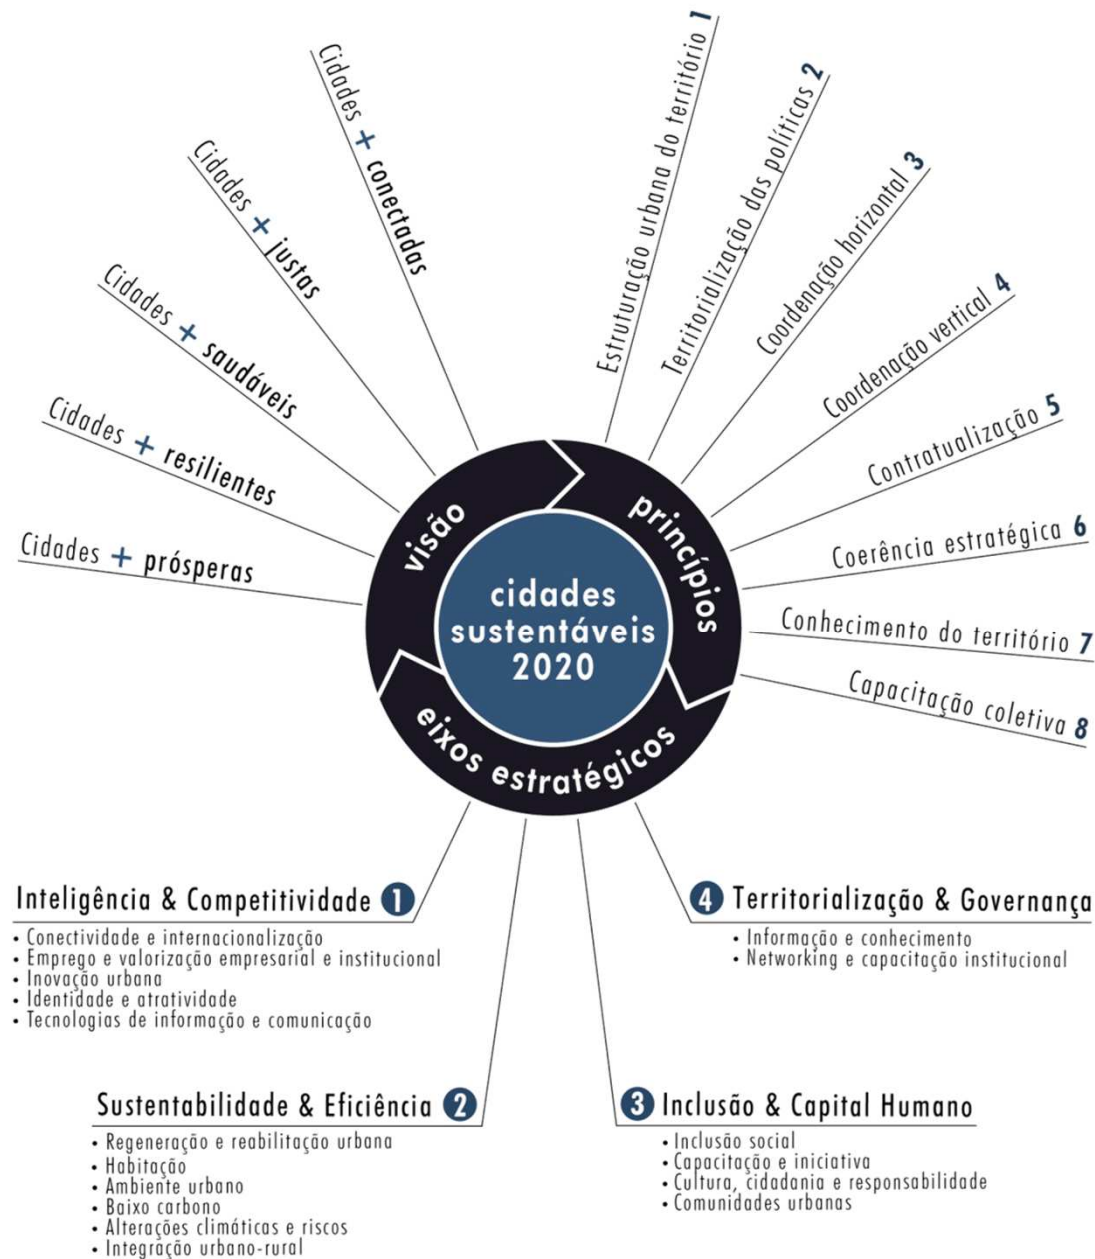 Cidades + conectadas
Cidades + justas
Cidades + saudáveis
Cidades + resilientes
Cidades + prósperas
Estruturação urbana do território 1
Territorialização das políticas 2
Coordenação horizontal 3
Coordenação vertical 4
Contratualização 5
Coerência estratégica 6
Conhecimento do território 7
Capacitação coletiva 8
visão
princípios
eixos estratégicos
cidades
sustentáveis
2020
Inteligência & Competitividade 1
• Conectividade e internacionalização
• Emprego e valorização empresarial e institucional
• Inovação urbana
• Identidade e atratividade
• Tecnologias de informação e comunicação
4 Territorialização & Governança
• Informação e conhecimento
• Networking e capacitação institucional
Sustentabilidade & Eficiência 2
• Regeneração e reabilitação urbana
• Habitação
• Ambiente urbano
• Baixo carbono
• Alterações climáticas e riscos
• Integração urbano-rural
3 Inclusão & Capital Humano
• Inclusão social
• Capacitação e iniciativa
• Cultura, cidadania e responsabilidade
• Comunidades urbanas